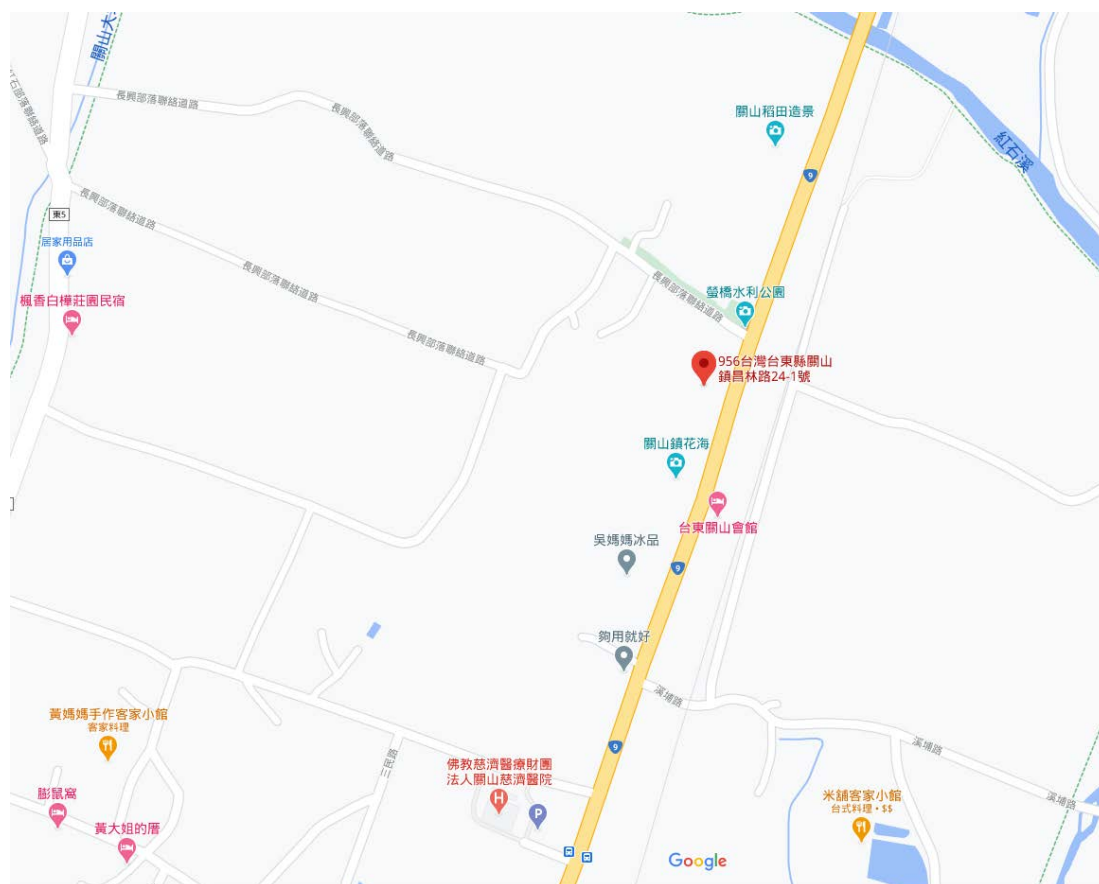 關山大
紅石部落聯絡道路
長興部落聯絡道路
長興部落聯絡道路
關山稻田造景
9
紅石溪
長興部落聯絡道路
東5
居家用品店
長興部落聯絡道路
長興部落聯絡道路
螢橋水利公園
楓香白樺莊園民宿
長興部落聯絡道路
956台灣台東縣關山
鎮昌林路24-1號
關山鎮花海
台東關山會館
吳媽媽冰品
9
夠用就好
溪埔路
黃媽媽手作客家小館
客家料理
三民路
9
溪埔路
佛教慈濟醫療財團
法人關山慈濟醫院
H
P
膨鼠窩
米舖客家小館
台式料理・$$
溪埔路
黃大姐的厝
Google